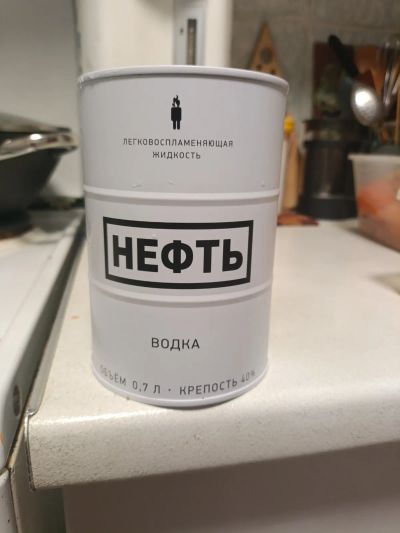 ЛЕГКОВОСПЛАМЕНЯЮЩАЯ
ЖИДКОСТЬ
НЕФТЬ
ВОДКА
ОБЪЁМ 0,7 Л · КРЕПОСТЬ 40%